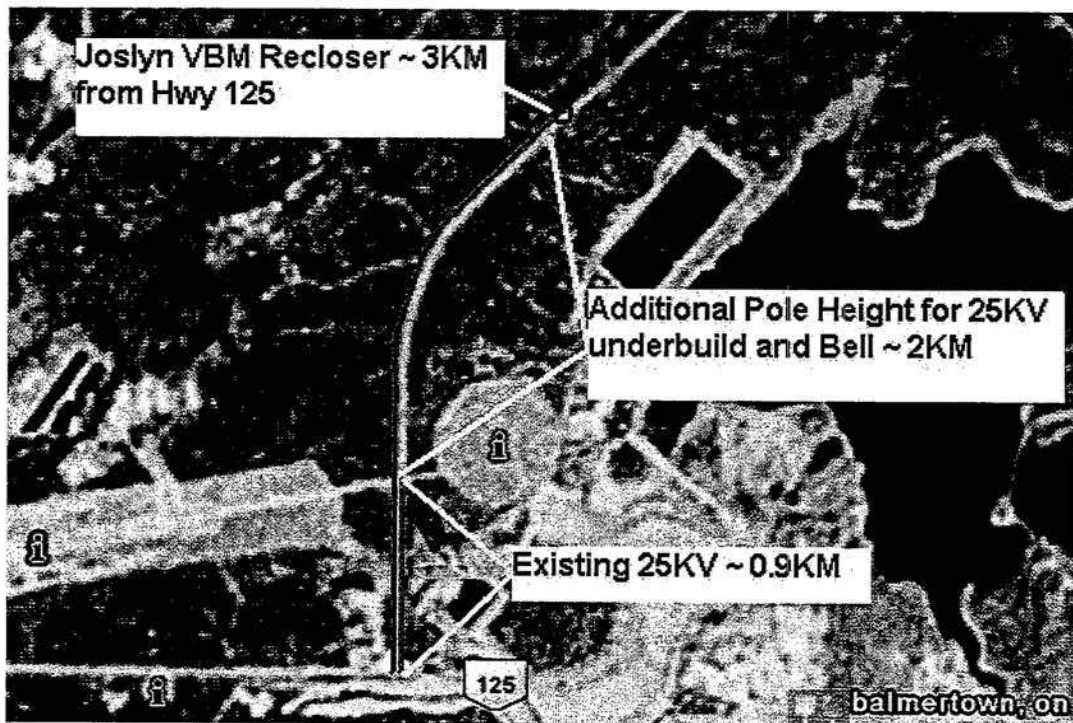 Joslyn VBM Recloser ~ 3KM
from Hwy 125
Additional Pole Height for 25KV
underbuild and Bell ~ 2KM
i
i
Existing 25KV ~ 0.9KM
i
125
balmertown, on